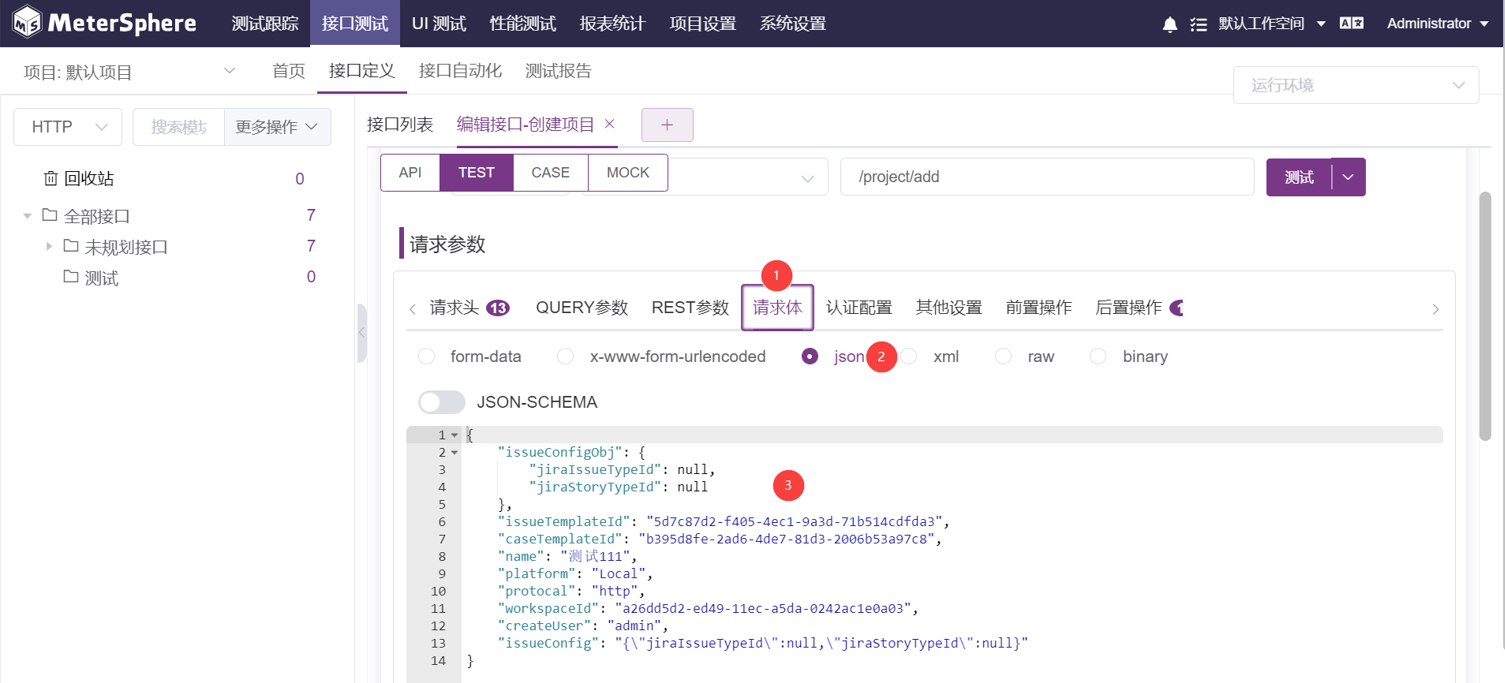 MeterSphere 测试跟踪 接口测试 UI 测试 性能测试 报表统计 项目设置 系统设置 默认工作空间 Administrator
项目: 默认项目 首页 接口定义 接口自动化 测试报告 运行环境
HTTP 搜索模块 更多操作 接口列表 编辑接口-创建项目 × +
回收站 0
全部接口 7
未规划接口 7
测试 0
API TEST CASE MOCK /project/add 测试
请求参数
1
请求头 13 QUERY参数 REST参数 请求体 认证配置 其他设置 前置操作 后置操作 1
form-data x-www-form-urlencoded json 2 xml raw binary
JSON-SCHEMA
1 {
2 "issueConfigObj": {
3 "jiraIssueTypeId": null,
4 "jiraStoryTypeId": null
3
5 },
6 "issueTemplateId": "5d7c87d2-f405-4ec1-9a3d-71b514cdfda3",
7 "caseTemplateId": "b395d8fe-2ad6-4de7-81d3-2006b53a97c8",
8 "name": "测试111",
9 "platform": "Local",
10 "protocal": "http",
11 "workspaceId": "a26dd5d2-ed49-11ec-a5da-0242ac1e0a03",
12 "createUser": "admin",
13 "issueConfig": "{\"jiraIssueTypeId\":null,\"jiraStoryTypeId\":null}"
14 }